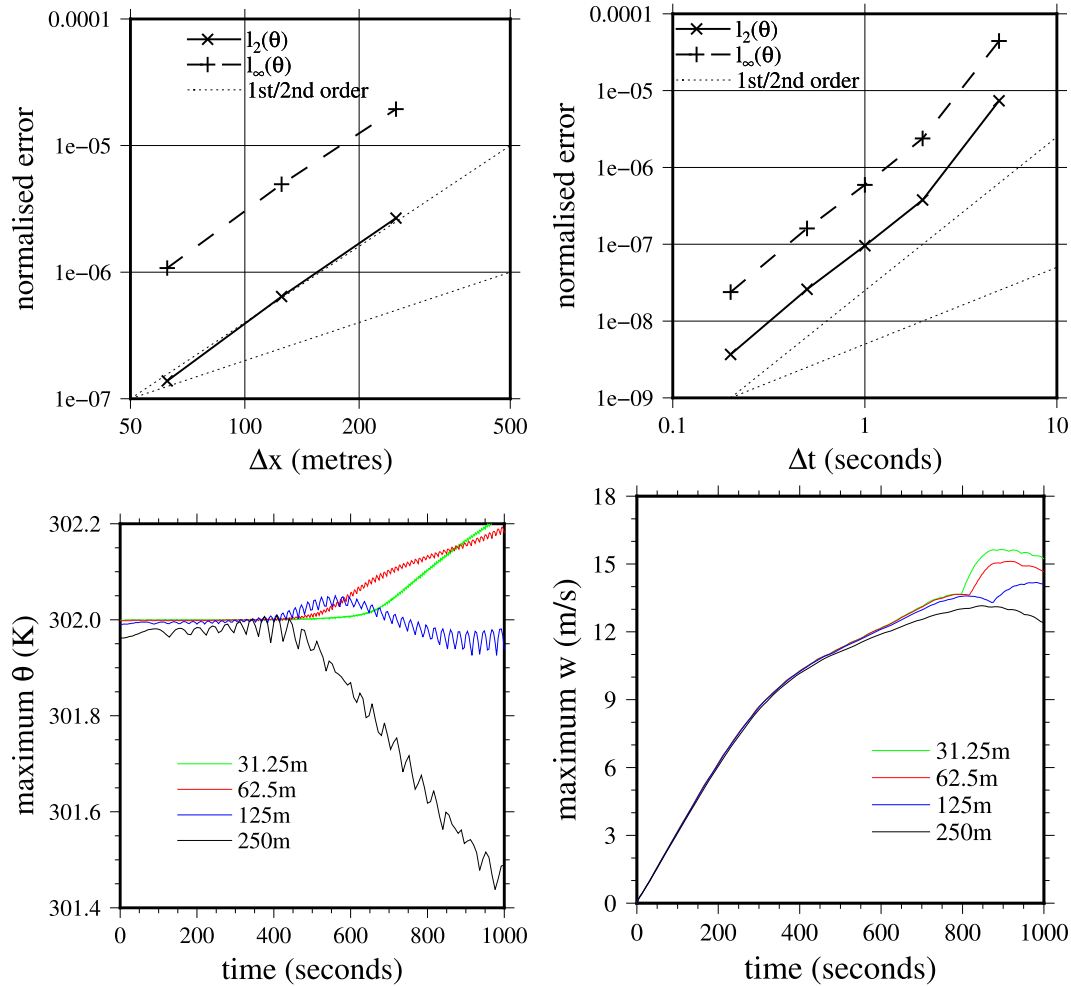 0.0001
1e−05
1e−06
1e−07
normalised error
l₂(θ)
l∞(θ)
1st/2nd order
50
100
200
500
Δx (metres)
0.0001
1e−05
1e−06
1e−07
1e−08
1e−09
normalised error
l₂(θ)
l∞(θ)
1st/2nd order
0.1
1
10
Δt (seconds)
302.2
302.0
301.8
301.6
301.4
maximum θ (K)
31.25m
62.5m
125m
250m
0
200
400
600
800
1000
time (seconds)
18
15
12
9
6
3
0
maximum w (m/s)
31.25m
62.5m
125m
250m
0
200
400
600
800
1000
time (seconds)